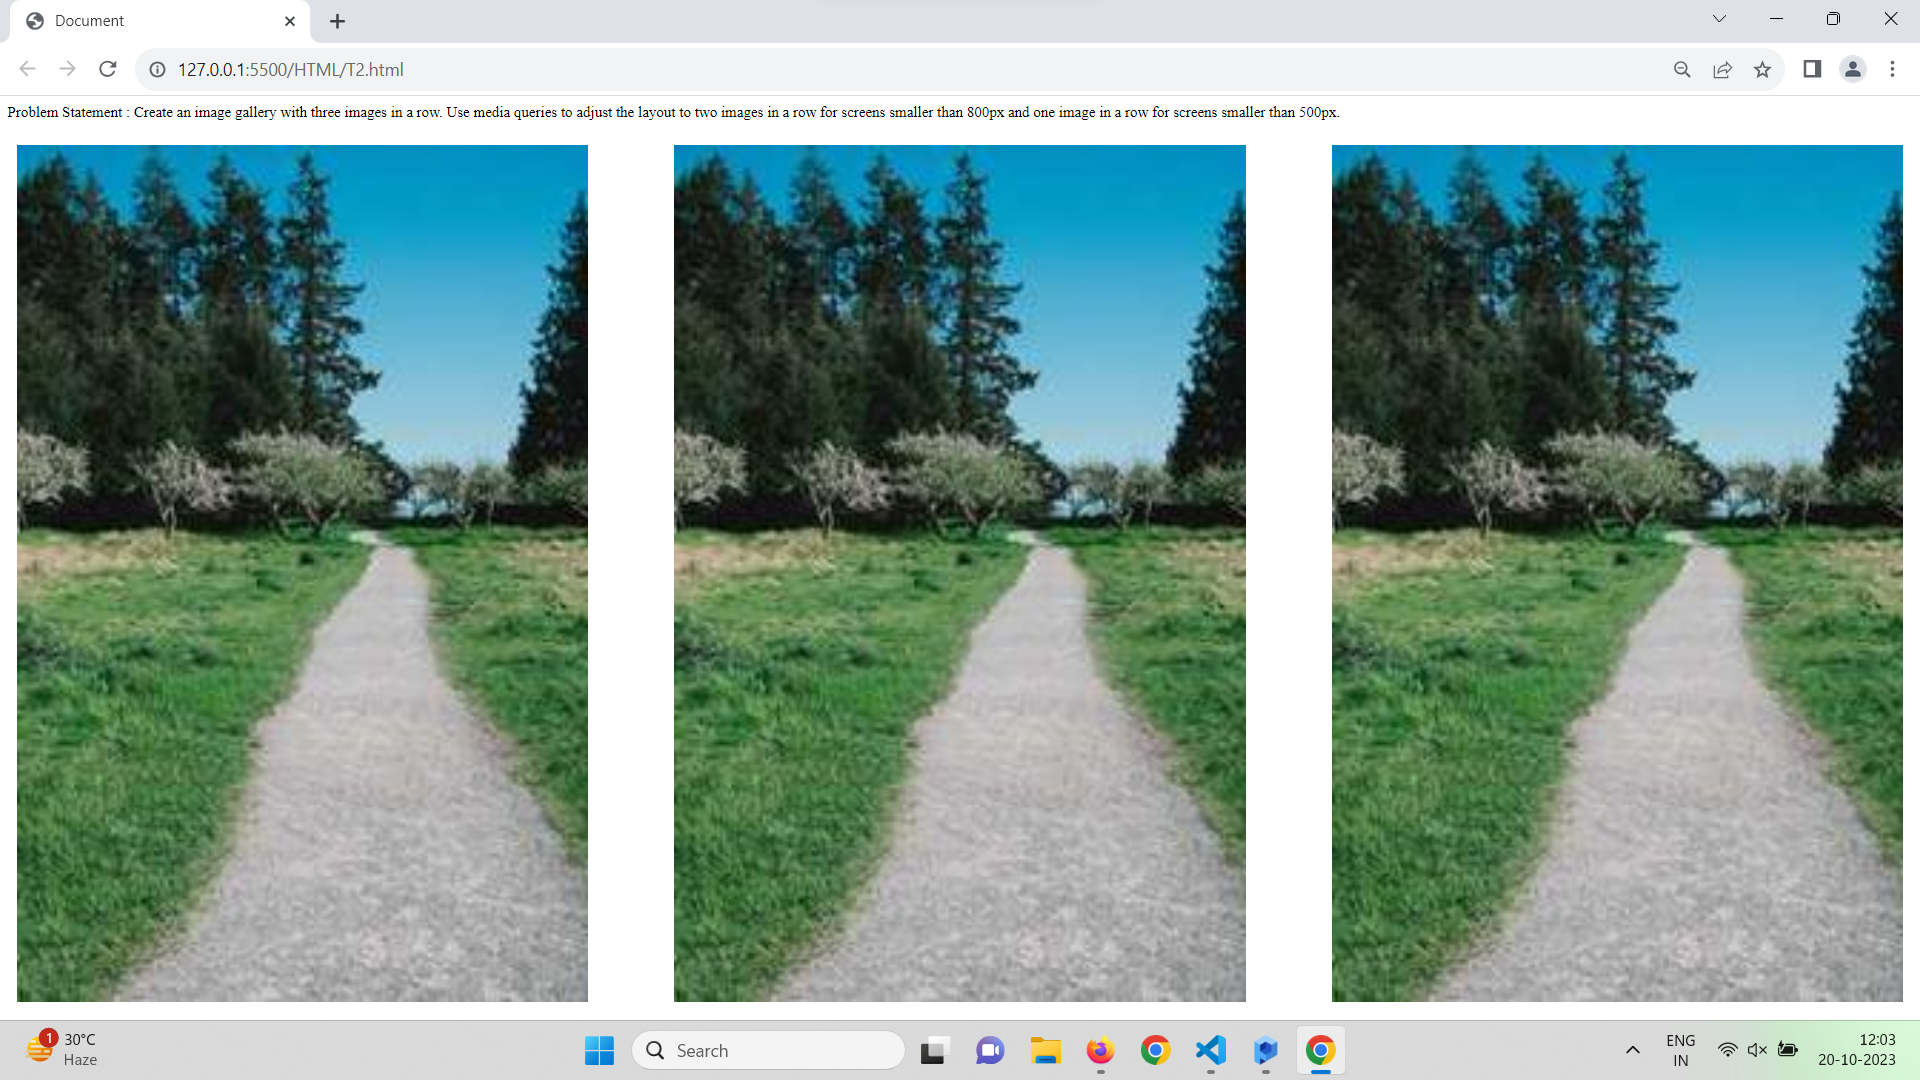 Document
127.0.0.1:5500/HTML/T2.html
Problem Statement : Create an image gallery with three images in a row. Use media queries to adjust the layout to two images in a row for screens smaller than 800px and one image in a row for screens smaller than 500px.
1
30°C
Haze
Search
ENG
IN
12:03
20-10-2023